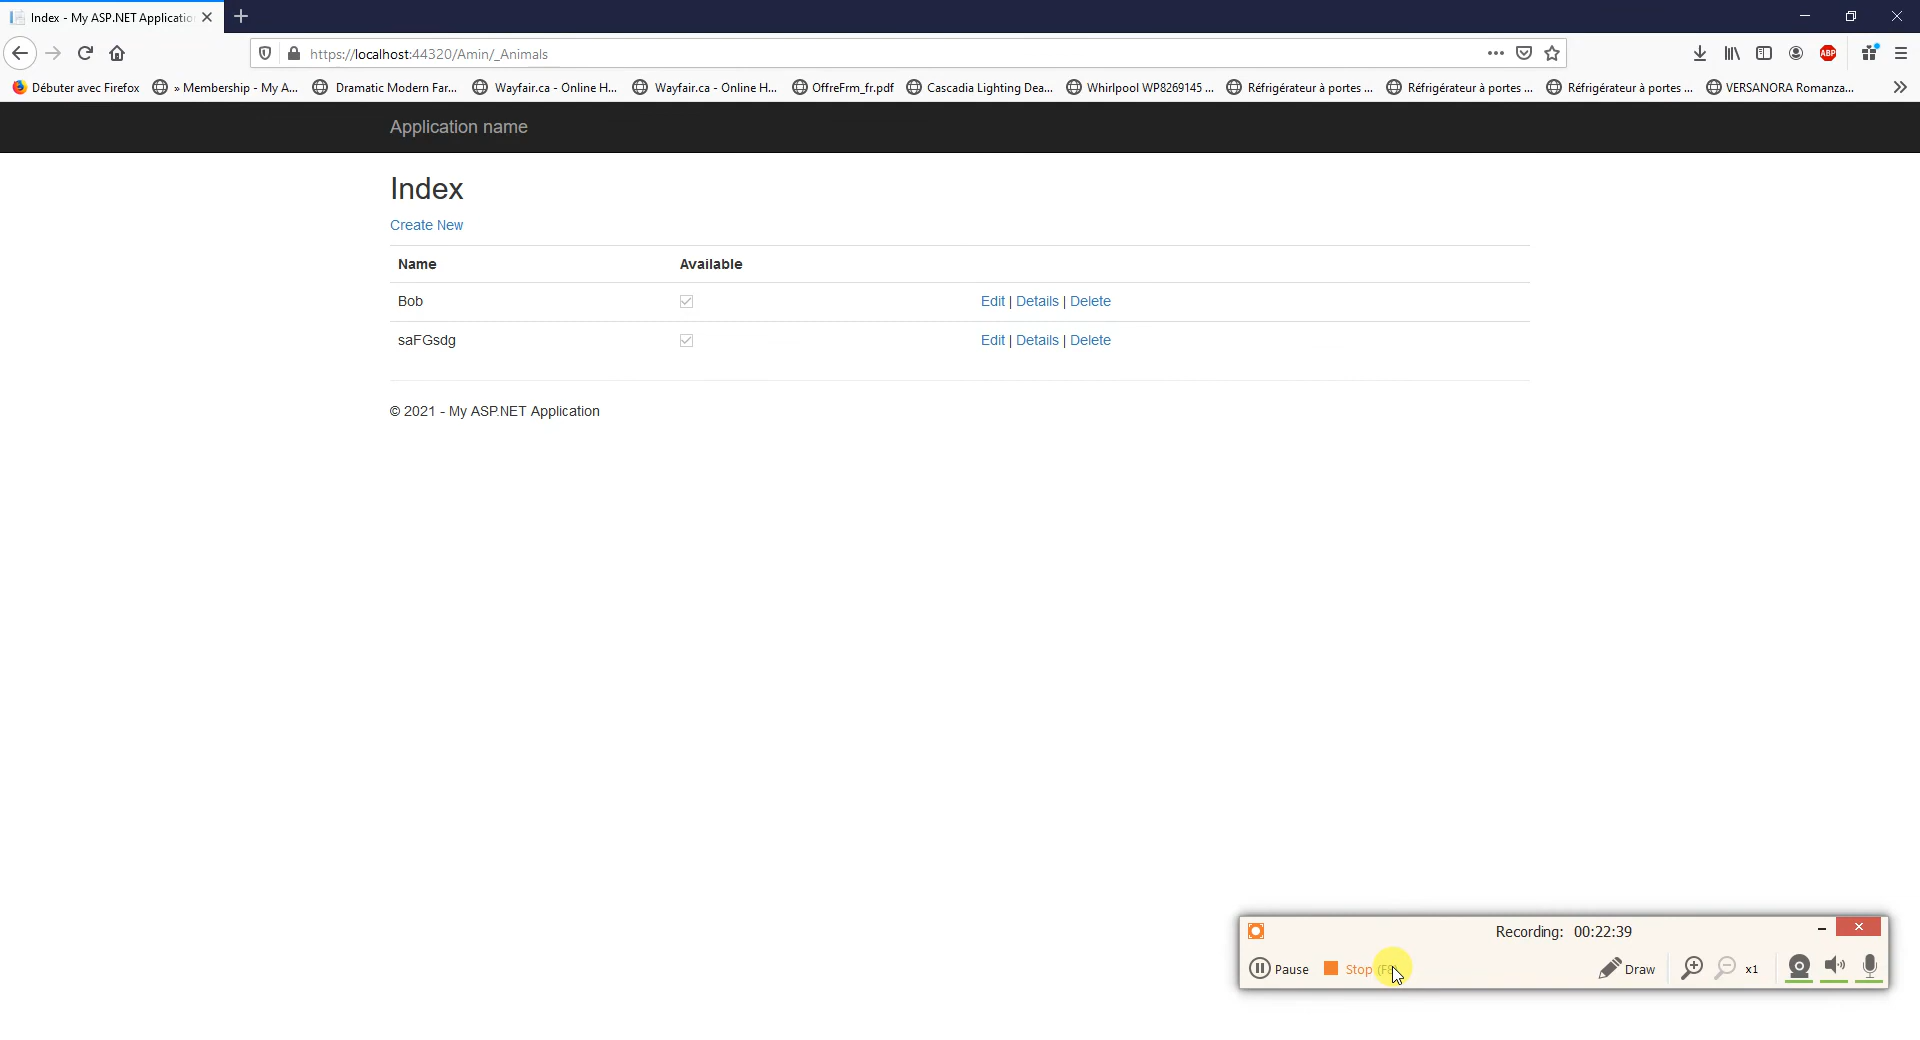 Index - My ASP.NET Applicatio
https://localhost:44320/Amin/_Animals
Débuter avec Firefox » Membership - My A... Dramatic Modern Far... Wayfair.ca - Online H... Wayfair.ca - Online H... OffreFrm_fr.pdf Cascadia Lighting Dea... Whirlpool WP8269145 ... Réfrigérateur à portes ... Réfrigérateur à portes ... Réfrigérateur à portes ... VERSANORA Romanza...
ABP
Application name
Index
Create New
Name Available
Bob Edit | Details | Delete
saFGsdg Edit | Details | Delete
© 2021 - My ASP.NET Application
Recording: 00:22:39
Pause Stop (F8) Draw x1